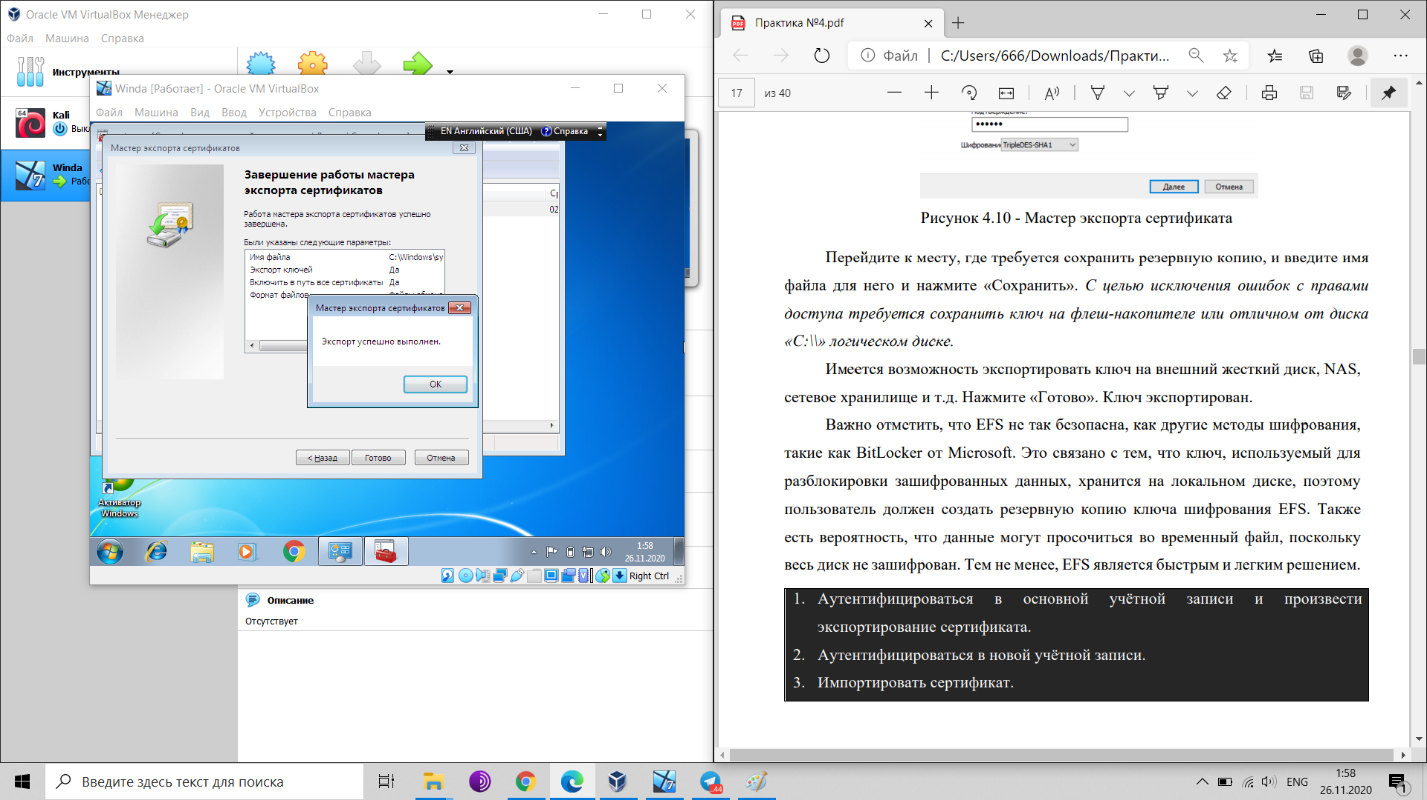 Oracle VM VirtualBox Менеджер
Файл Машина Справка
Инструменты
64
Kali
Winda
Winda [Работает] - Oracle VM VirtualBox
Файл Машина Вид Ввод Устройства Справка
EN Английский (США) Справка
Мастер экспорта сертификатов
Завершение работы мастера
экспорта сертификатов
Работа мастера экспорта сертификатов успешно
завершена.
Были указаны следующие параметры:
Имя файла C:\Windows\sy
Экспорт ключей Да
Включить в путь все сертификаты Да
Формат файлов
02
Мастер экспорта сертификатов
Экспорт успешно выполнен.
OK
< Назад Готово Отмена
Активатор
Windows
1:58
26.11.2020
Right Ctrl
Описание
Отсутствует
Практика №4.pdf
Файл | C:/Users/666/Downloads/Практи...
17 из 40
Шифрование TripleDES-SHA1
Далее Отмена
Рисунок 4.10 - Мастер экспорта сертификата
Перейдите к месту, где требуется сохранить резервную копию, и введите имя
файла для него и нажмите «Сохранить». С целью исключения ошибок с правами
доступа требуется сохранить ключ на флеш-накопителе или отличном от диска
«C:\\» логическом диске.
Имеется возможность экспортировать ключ на внешний жесткий диск, NAS,
сетевое хранилище и т.д. Нажмите «Готово». Ключ экспортирован.
Важно отметить, что EFS не так безопасна, как другие методы шифрования,
такие как BitLocker от Microsoft. Это связано с тем, что ключ, используемый для
разблокировки зашифрованных данных, хранится на локальном диске, поэтому
пользователь должен создать резервную копию ключа шифрования EFS. Также
есть вероятность, что данные могут просочиться во временный файл, поскольку
весь диск не зашифрован. Тем не менее, EFS является быстрым и легким решением.
1. Аутентифицироваться в основной учётной записи и произвести
экспортирование сертификата.
2. Аутентифицироваться в новой учётной записи.
3. Импортировать сертификат.
Введите здесь текст для поиска
44
ENG
1:58
26.11.2020
1